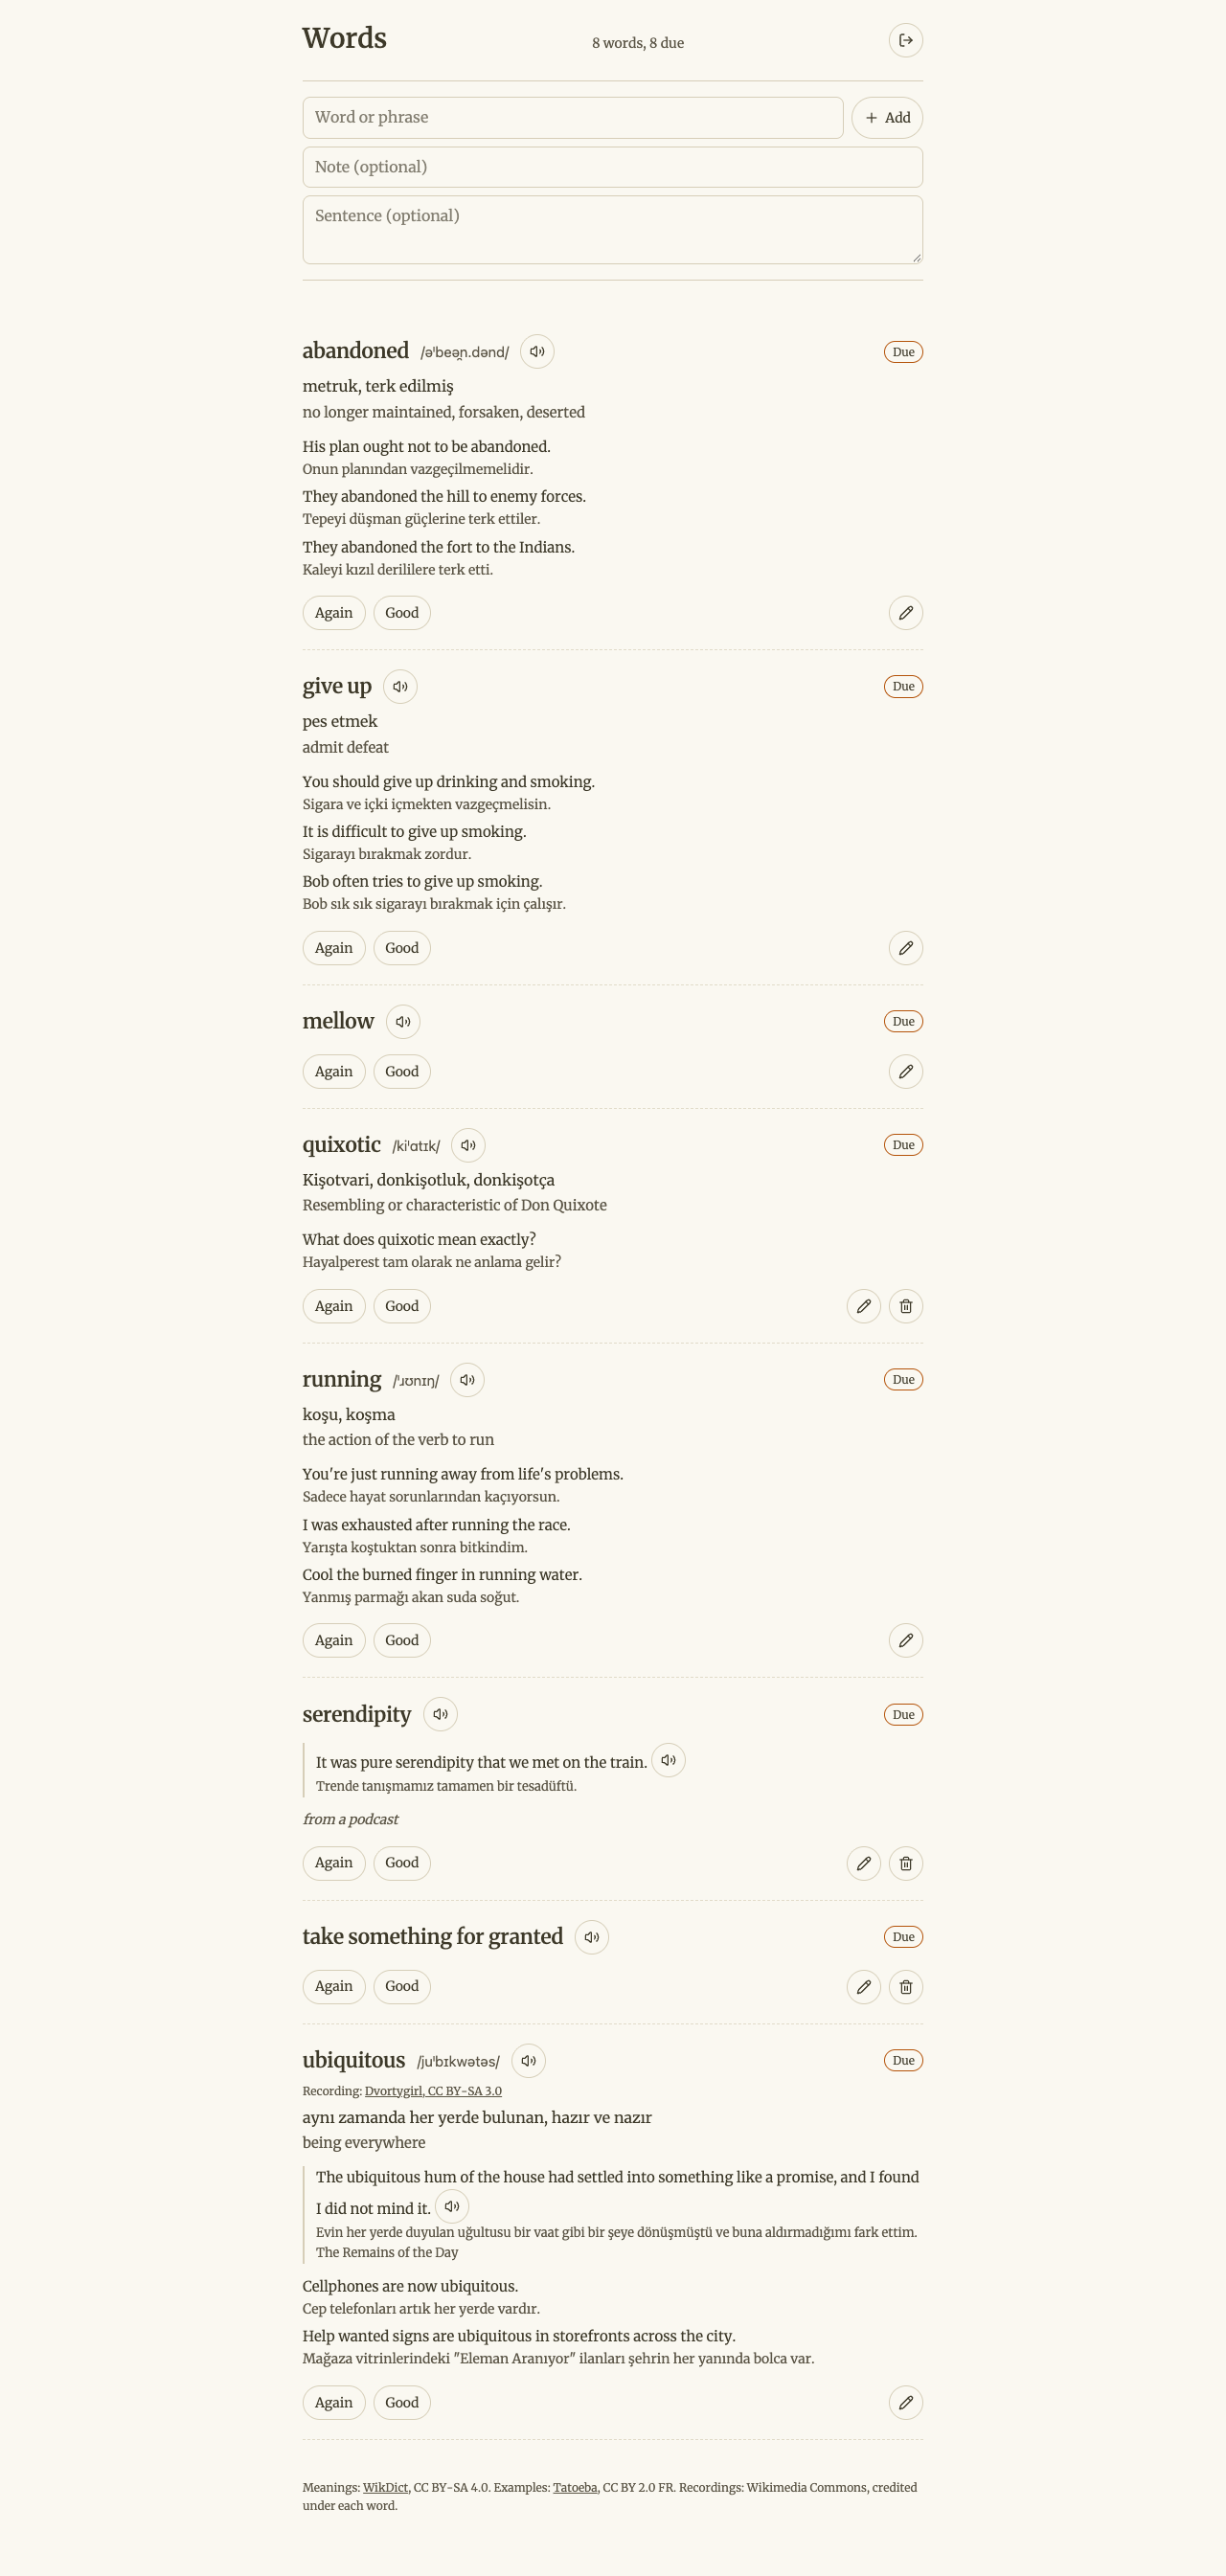 Words
8 words, 8 due
Word or phrase
Add
Note (optional)
Sentence (optional)
abandoned /əˈbeə̯n.dənd/
Due
metruk, terk edilmiş
no longer maintained, forsaken, deserted
His plan ought not to be abandoned.
Onun planından vazgeçilmemelidir.
They abandoned the hill to enemy forces.
Tepeyi düşman güçlerine terk ettiler.
They abandoned the fort to the Indians.
Kaleyi kızıl derililere terk etti.
Again Good
give up
Due
pes etmek
admit defeat
You should give up drinking and smoking.
Sigara ve içki içmekten vazgeçmelisin.
It is difficult to give up smoking.
Sigarayı bırakmak zordur.
Bob often tries to give up smoking.
Bob sık sık sigarayı bırakmak için çalışır.
Again Good
mellow
Due
Again Good
quixotic /kiˈɑtɪk/
Due
Kişotvari, donkişotluk, donkişotça
Resembling or characteristic of Don Quixote
What does quixotic mean exactly?
Hayalperest tam olarak ne anlama gelir?
Again Good
running /ˈɹʊnɪŋ/
Due
koşu, koşma
the action of the verb to run
You're just running away from life's problems.
Sadece hayat sorunlarından kaçıyorsun.
I was exhausted after running the race.
Yarışta koştuktan sonra bitkindim.
Cool the burned finger in running water.
Yanmış parmağı akan suda soğut.
Again Good
serendipity
Due
It was pure serendipity that we met on the train.
Trende tanışmamız tamamen bir tesadüftü.
from a podcast
Again Good
take something for granted
Due
Again Good
ubiquitous /juˈbɪkwətəs/
Due
Recording: Dvortygirl, CC BY-SA 3.0
aynı zamanda her yerde bulunan, hazır ve nazır
being everywhere
The ubiquitous hum of the house had settled into something like a promise, and I found
I did not mind it.
Evin her yerde duyulan uğultusu bir vaat gibi bir şeye dönüşmüştü ve buna aldırmadığımı fark ettim.
The Remains of the Day
Cellphones are now ubiquitous.
Cep telefonları artık her yerde vardır.
Help wanted signs are ubiquitous in storefronts across the city.
Mağaza vitrinlerindeki "Eleman Aranıyor" ilanları şehrin her yanında bolca var.
Again Good
Meanings: WikDict, CC BY-SA 4.0. Examples: Tatoeba, CC BY 2.0 FR. Recordings: Wikimedia Commons, credited
under each word.